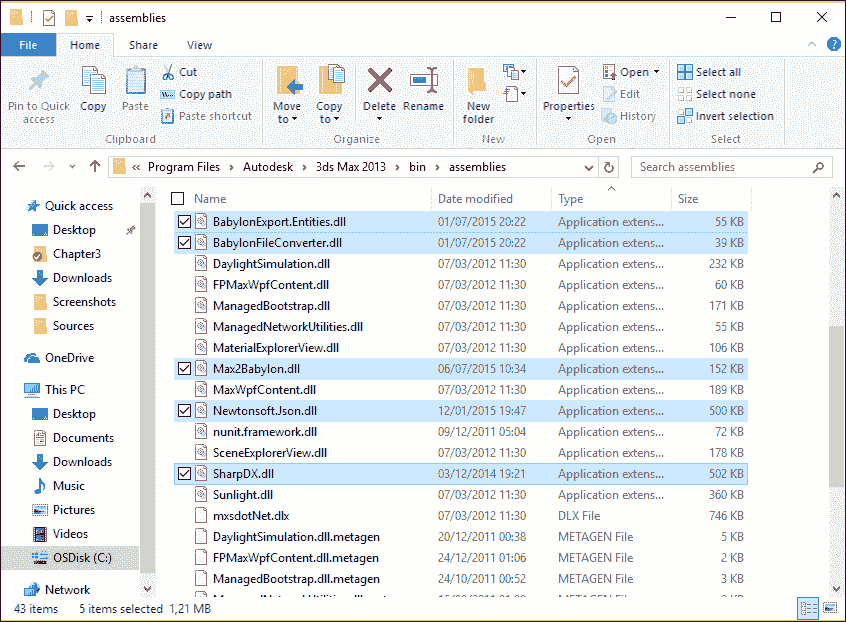 assemblies
File Home Share View
Pin to Quick access
Copy
Paste
Cut
Copy path
Paste shortcut
Clipboard
Move to
Copy to
Delete
Rename
Organize
New folder
New
Properties
Open
Edit
History
Open
Select all
Select none
Invert selection
Select
« Program Files › Autodesk › 3ds Max 2013 › bin › assemblies
Search assemblies
Quick access
Desktop
Chapter3
Downloads
Screenshots
Sources
OneDrive
This PC
Desktop
Documents
Downloads
Music
Pictures
Videos
OSDisk (C:)
Network
Name Date modified Type Size
BabylonExport.Entities.dll 01/07/2015 20:22 Application extens... 55 KB
BabylonFileConverter.dll 01/07/2015 20:22 Application extens... 39 KB
DaylightSimulation.dll 07/03/2012 11:30 Application extens... 232 KB
FPMaxWpfContent.dll 07/03/2012 11:30 Application extens... 60 KB
ManagedBootstrap.dll 07/03/2012 11:30 Application extens... 171 KB
ManagedNetworkUtilities.dll 07/03/2012 11:30 Application extens... 55 KB
MaterialExplorerView.dll 07/03/2012 11:30 Application extens... 106 KB
Max2Babylon.dll 06/07/2015 10:34 Application extens... 152 KB
MaxWpfContent.dll 07/03/2012 11:30 Application extens... 189 KB
Newtonsoft.Json.dll 12/01/2015 19:47 Application extens... 500 KB
nunit.framework.dll 09/12/2011 05:04 Application extens... 72 KB
SceneExplorerView.dll 07/03/2012 11:30 Application extens... 178 KB
SharpDX.dll 03/12/2014 19:21 Application extens... 502 KB
Sunlight.dll 07/03/2012 11:30 Application extens... 360 KB
mxsdotNet.dlx 07/03/2012 11:30 DLX File 746 KB
DaylightSimulation.dll.metagen 20/12/2011 00:38 METAGEN File 5 KB
FPMaxWpfContent.dll.metagen 24/12/2011 01:06 METAGEN File 2 KB
ManagedBootstrap.dll.metagen 24/10/2011 00:52 METAGEN File 3 KB
43 items 5 items selected 1,21 MB